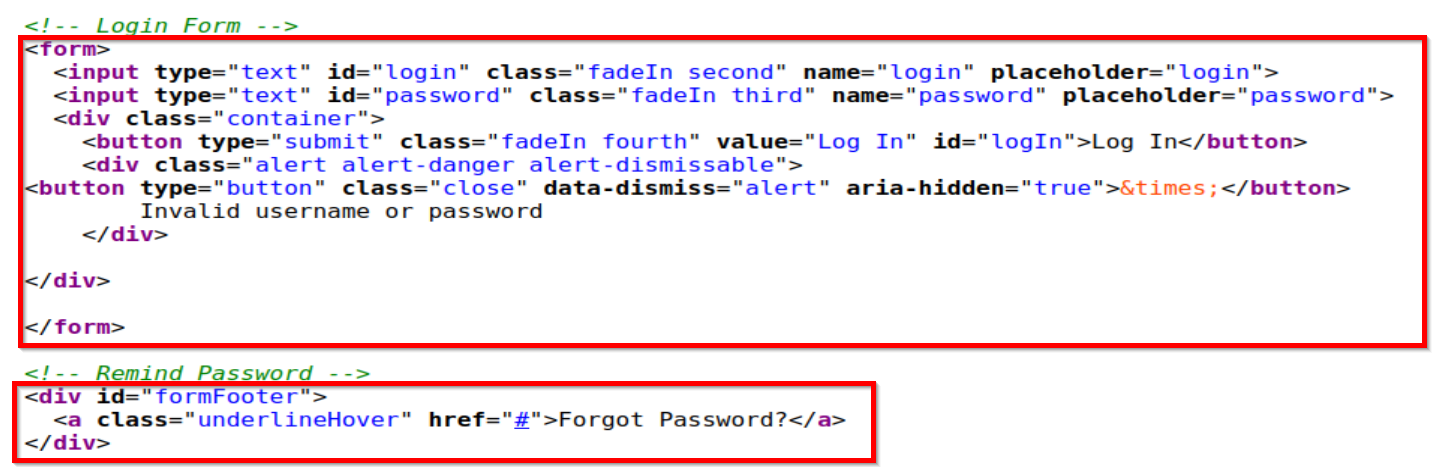 <!-- Login Form -->
<form>
  <input type="text" id="login" class="fadeIn second" name="login" placeholder="login">
  <input type="text" id="password" class="fadeIn third" name="password" placeholder="password">
  <div class="container">
    <button type="submit" class="fadeIn fourth" value="Log In" id="logIn">Log In</button>
    <div class="alert alert-danger alert-dismissable">
<button type="button" class="close" data-dismiss="alert" aria-hidden="true">&times;</button>
        Invalid username or password
    </div>
</div>
</form>
<!-- Remind Password -->
<div id="formFooter">
  <a class="underlineHover" href="#">Forgot Password?</a>
</div>